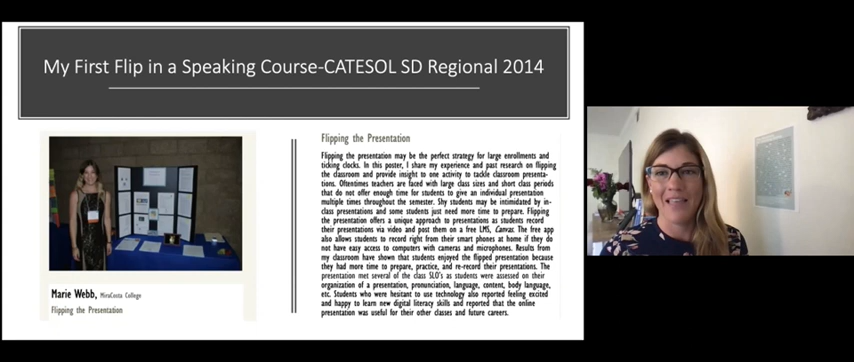 My First Flip in a Speaking Course-CATESOL SD Regional 2014
Flipping the Presentation
Flipping the presentation may be the perfect strategy for large enrollments and
ticking clocks. In this poster, I share my experience and past research on flipping
the classroom and provide insight to one activity to tackle classroom presenta-
tions. Oftentimes teachers are faced with large class sizes and short class periods
that do not offer enough time for students to give an individual presentation
multiple times throughout the semester. Shy students may be intimidated by in-
class presentations and some students just need more time to prepare. Flipping
the presentation offers a unique approach to presentations as students record
their presentations via video and post them on a free LMS, Canvas. The free app
also allows students to record right from their smart phones at home if they do
not have easy access to computers with cameras and microphones. Results from
my classroom have shown that students enjoyed the flipped presentation because
they had more time to prepare, practice, and re-record their presentations. The
presentation met several of the class SLO's as students were assessed on their
organization of a presentation, pronunciation, language, content, body language,
etc. Students who were hesitant to use technology also reported feeling excited
and happy to learn new digital literacy skills and reported that the online
presentation was useful for their other classes and future careers.
Marie Webb, MiraCosta College
Flipping the Presentation